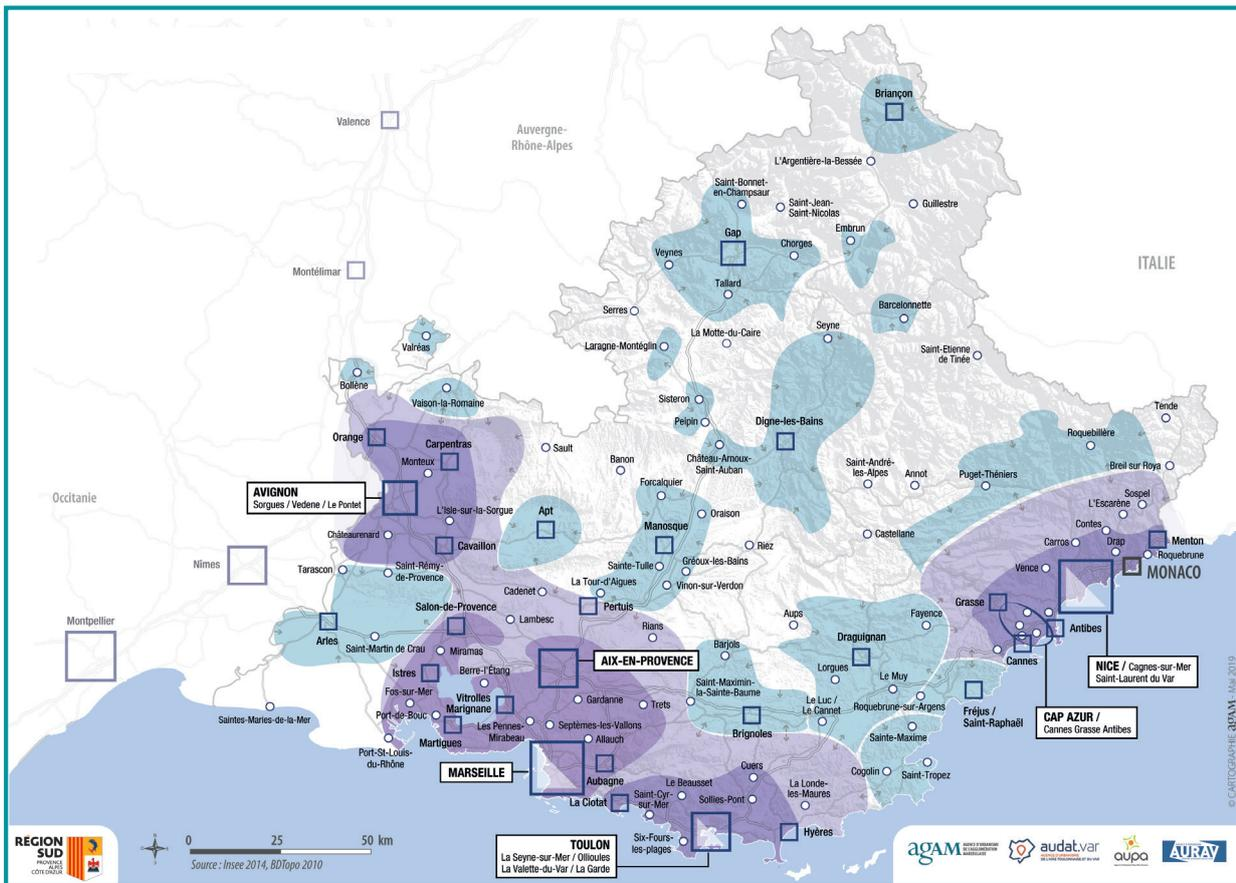 Briançon
Valence
Auvergne-
Rhône-Alpes
L'Argentière-la-Bessée
Saint-Bonnet-
en-Champsaur
Saint-Jean-
Saint-Nicolas
Guillestre
Embrun
Gap
Chorges
Veynes
Montélimar
ITALIE
Tallard
Barcelonnette
Serres
La Motte-du-Caire
Seyne
Valréas
Laragne-Montéglin
Saint-Etienne
de Tinée
Bollène
Vaison-la-Romaine
Sisteron
Peipin
Digne-les-Bains
Tende
Orange
Carpentras
Roquebillère
Château-Arnoux-
Saint-Auban
Sault
Banon
Monteux
Saint-André-
les-Alpes
Annot
Puget-Théniers
Breil sur Roya
Occitanie
AVIGNON
Sorgues / Vedene / Le Pontet
Forcalquier
Sospel
L'Escarène
L'Isle-sur-la-Sorgue
Apt
Oraison
Manosque
Contes
Châteaurenard
Cavaillon
Castellane
Carros
Drap
Menton
Roquebrune
MONACO
Riez
Nîmes
Tarascon
Saint-Rémy-
de-Provence
Sainte-Tulle
Gréoux-les-Bains
Vence
La Tour-d'Aigues
Vinon-sur-Verdon
Cadenet
Grasse
Salon-de-Provence
Pertuis
Montpellier
Lambesc
Aups
Fayence
Arles
Rians
Antibes
Saint-Martin de Crau
Miramas
Barjols
Draguignan
AIX-EN-PROVENCE
Cannes
NICE / Cagnes-sur-Mer
Saint-Laurent du Var
Istres
Berre-l'Étang
Lorgues
Saint-Maximin-
la-Sainte-Baume
Le Muy
Fos-sur-Mer
Vitrolles
Marignane
Gardanne
Trets
Roquebrune-sur-Argens
Fréjus /
Saint-Raphaël
Saintes-Maries-de-la-Mer
Port-de-Bouc
Le Luc /
Le Cannet
CAP AZUR /
Cannes Grasse Antibes
Les Pennes-
Mirabeau
Septèmes-les-Vallons
Brignoles
Martigues
Allauch
Sainte-Maxime
Port-St-Louis-
du-Rhône
MARSEILLE
Aubagne
Cuers
Cogolin
Saint-Tropez
Le Beausset
La Londe-
les-Maures
La Ciotat
Saint-Cyr-
sur-Mer
Sollies-Pont
Six-Fours-
les-plages
Hyères
TOULON
La Seyne-sur-Mer / Ollioules
La Valette-du-Var / La Garde
RÉGION
SUD
PROVENCE
ALPES
CÔTE D'AZUR
0 25 50 km
Source : Insee 2014, BDTopo 2010
agAM AGENCE D'URBANISME
DE L'AGGLOMÉRATION
MARSEILLAISE
audat.var
aupa
AURAV
© CARTOGRAPHIE agAM - Mai 2019